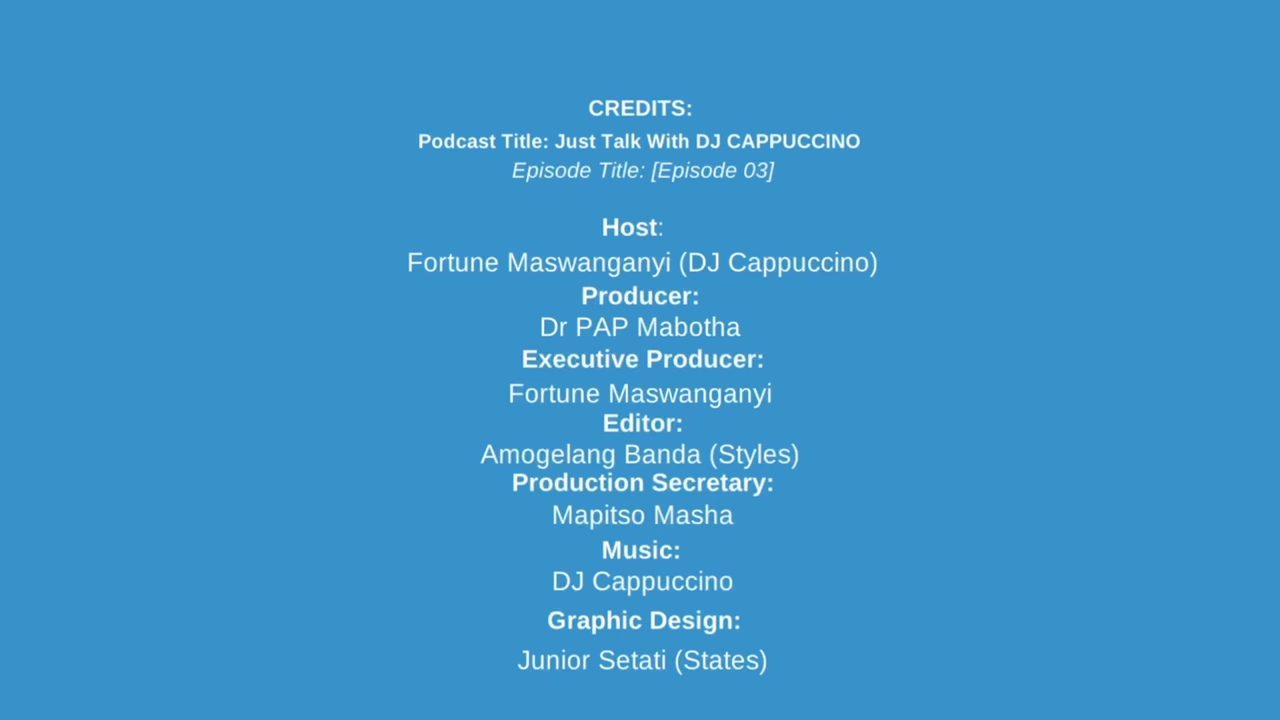 CREDITS:
Podcast Title: Just Talk With DJ CAPPUCCINO
Episode Title: [Episode 03]
Host:
Fortune Maswanganyi (DJ Cappuccino)
Producer:
Dr PAP Mabotha
Executive Producer:
Fortune Maswanganyi
Editor:
Amogelang Banda (Styles)
Production Secretary:
Mapitso Masha
Music:
DJ Cappuccino
Graphic Design:
Junior Setati (States)